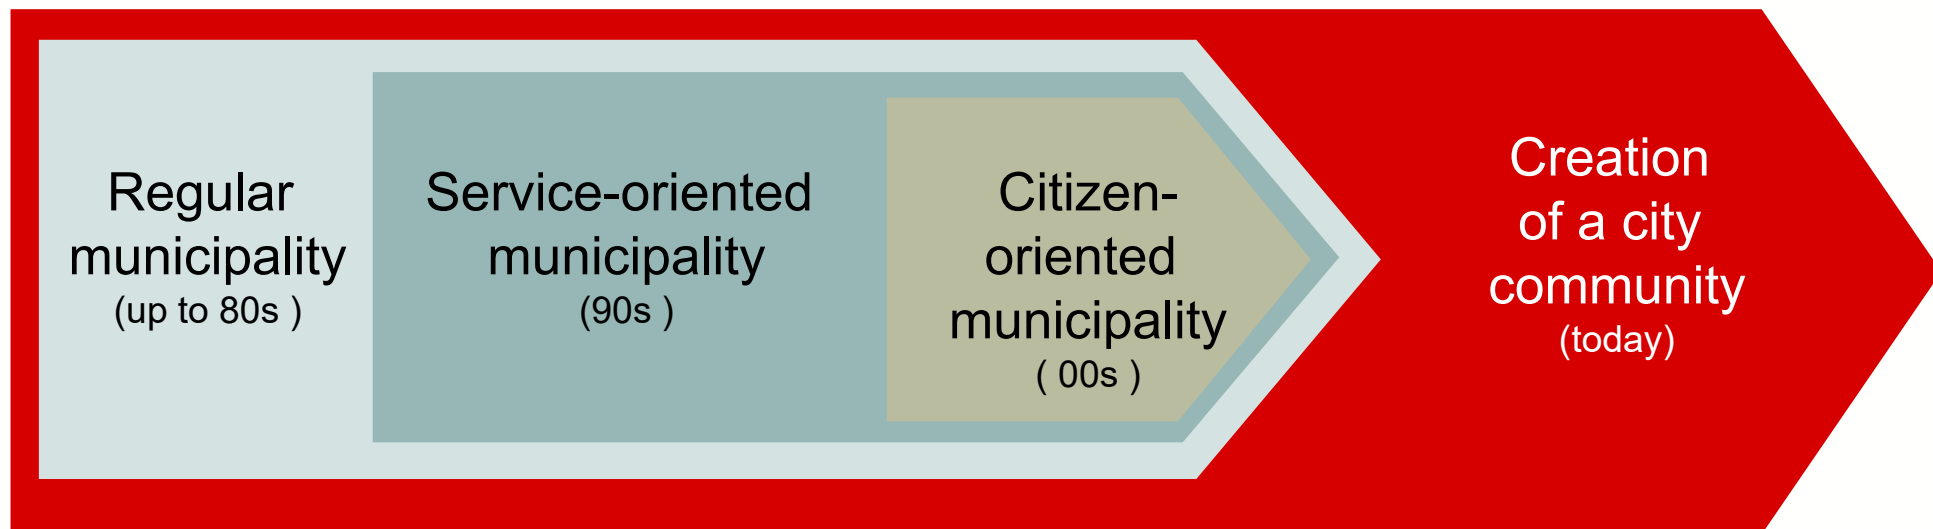 Regular
municipality
(up to 80s )
Service-oriented
municipality
(90s )
Citizen-
oriented
municipality
( 00s )
Creation
of a city
community
(today)